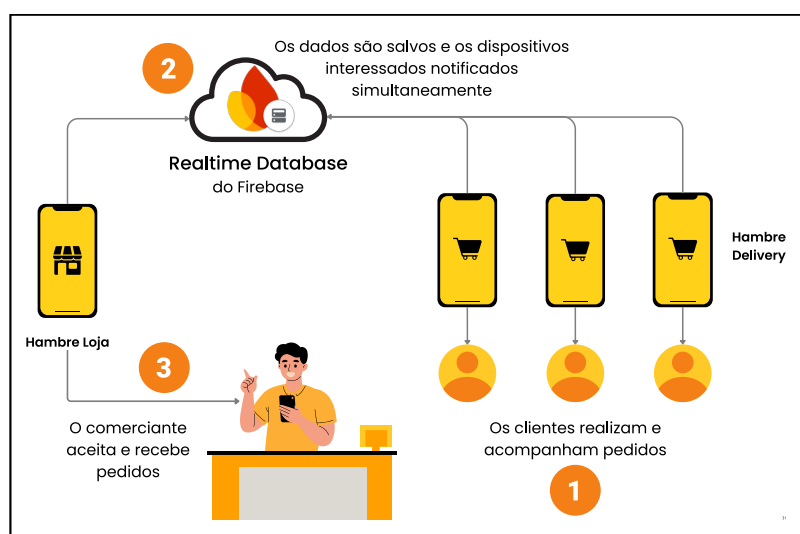 2
Os dados são salvos e os dispositivos
interessados notificados
simultaneamente
Realtime Database
do Firebase
Hambre
Delivery
Hambre Loja
3
O comerciante
aceita e recebe
pedidos
Os clientes realizam e
acompanham pedidos
1